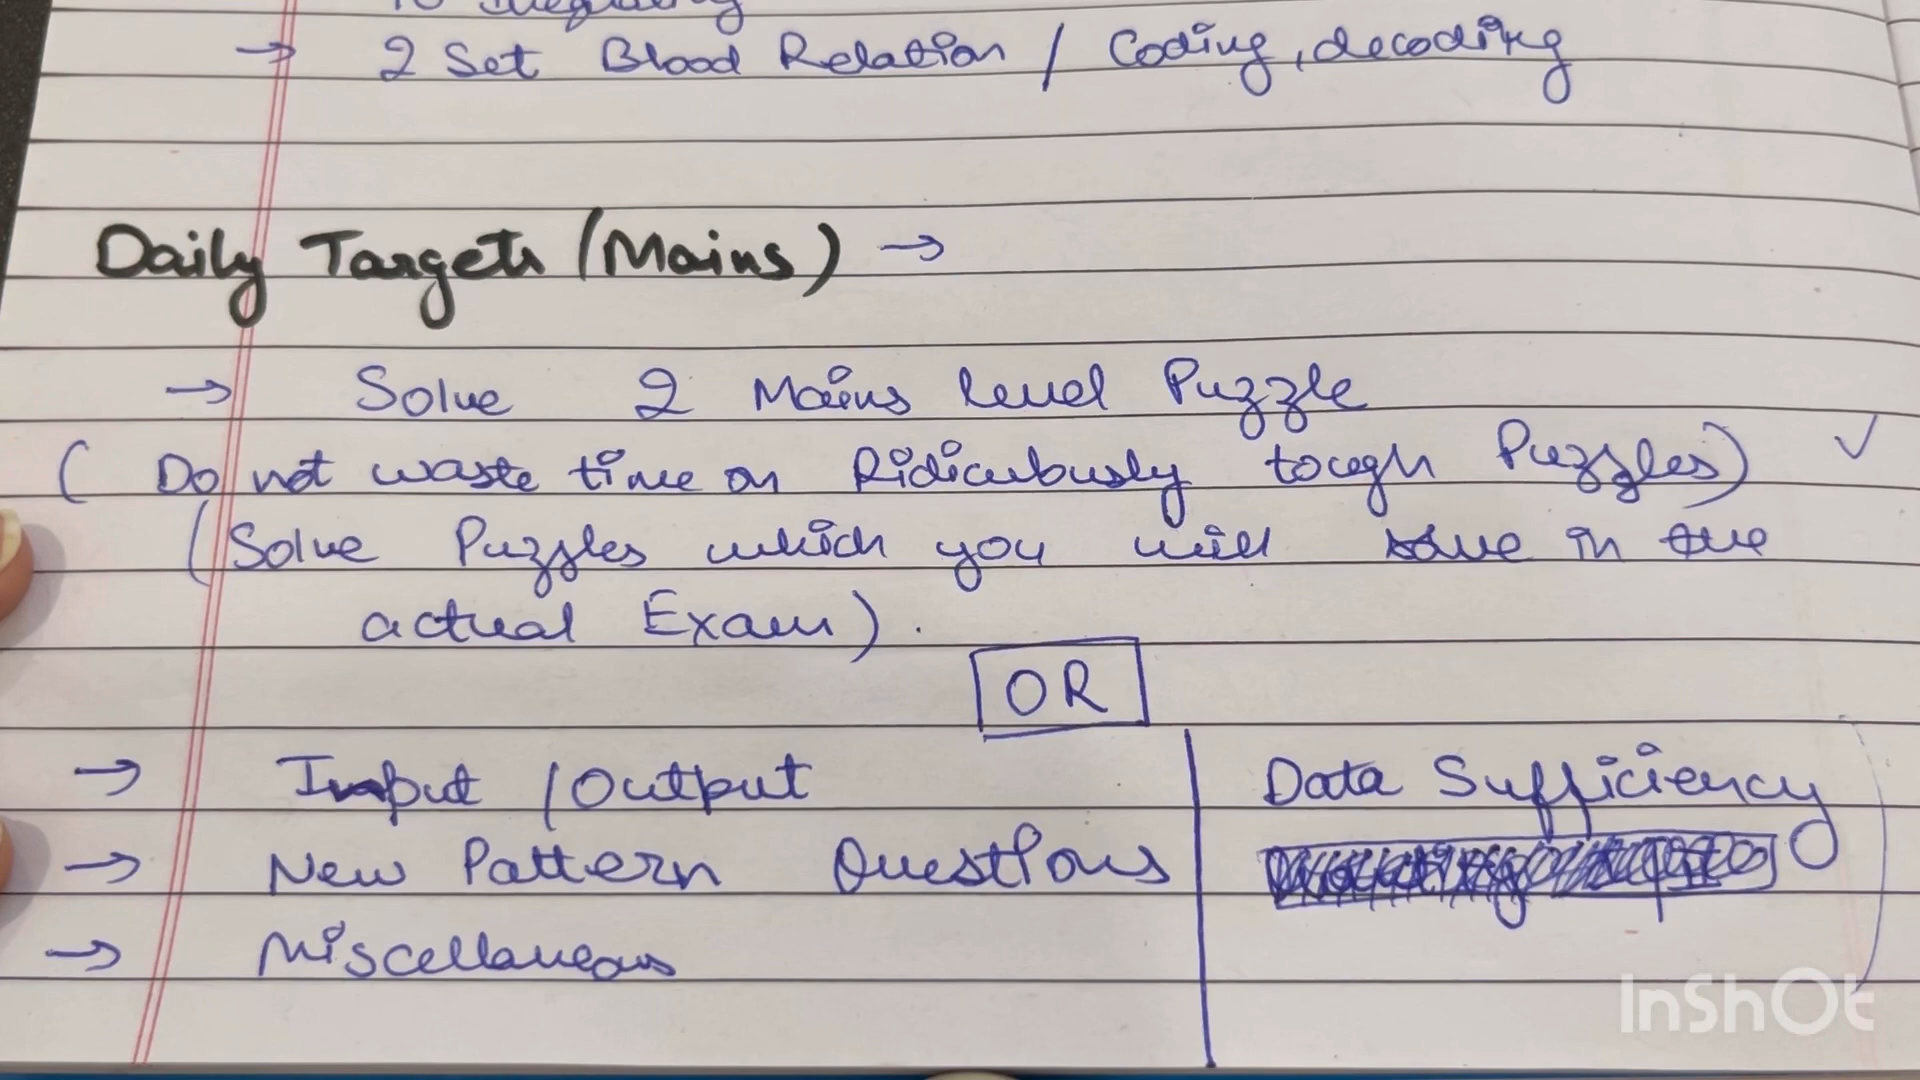 → 2 Set Blood Relation / Coding, decoding
Daily Targets (Mains) →
→ Solve 2 Mains level Puzzle
( Do not waste time on Ridiculously tough Puzzles) ✓
(Solve Puzzles which you will solve in the
actual Exam).
OR
→ Input / Output
→ New Pattern Questions
→ Miscellaneous
Data Sufficiency
InShOt